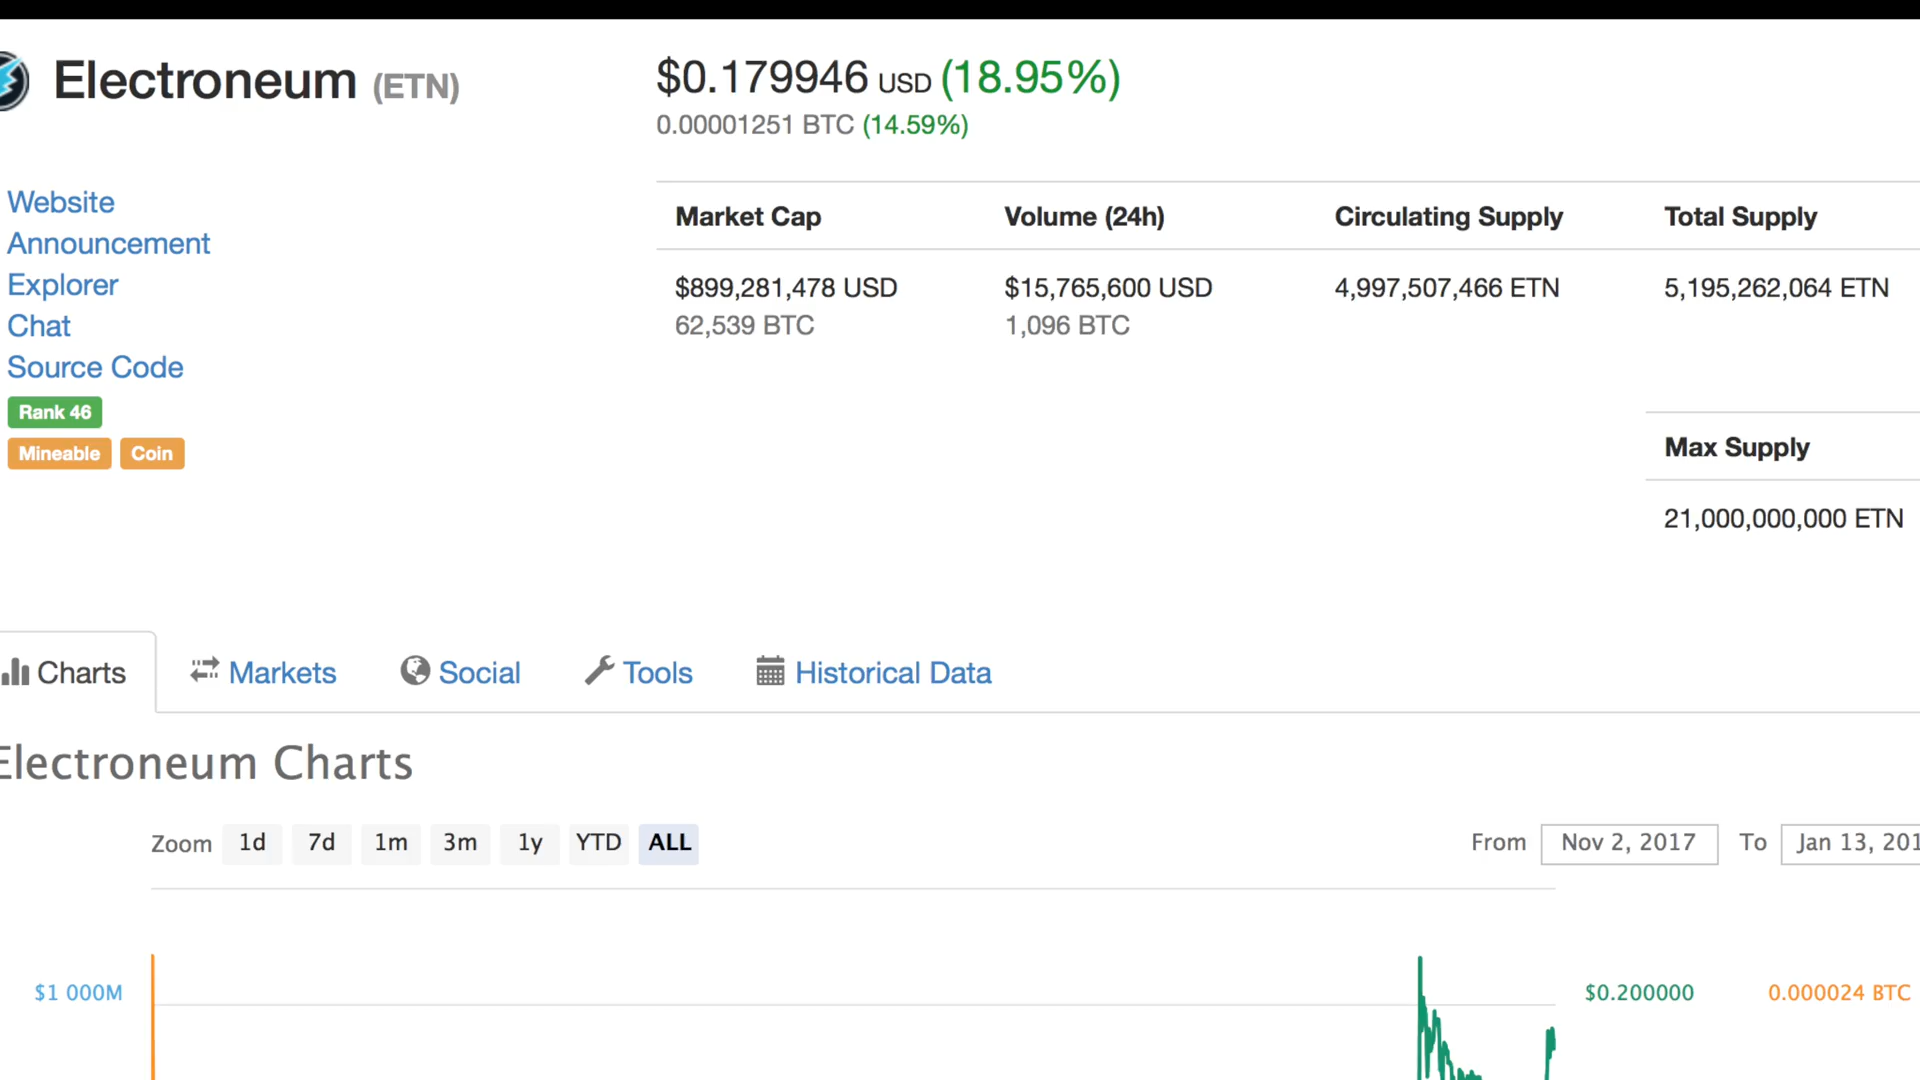 Electroneum (ETN)
$0.179946 USD (18.95%)
0.00001251 BTC (14.59%)
Website
Announcement
Explorer
Chat
Source Code
Rank 46
Mineable Coin
Market Cap Volume (24h) Circulating Supply Total Supply
$899,281,478 USD $15,765,600 USD 4,997,507,466 ETN 5,195,262,064 ETN
62,539 BTC 1,096 BTC
Max Supply
21,000,000,000 ETN
Charts Markets Social Tools Historical Data
Electroneum Charts
Zoom 1d 7d 1m 3m 1y YTD ALL From Nov 2, 2017 To Jan 13, 201
$1 000M $0.200000 0.000024 BTC